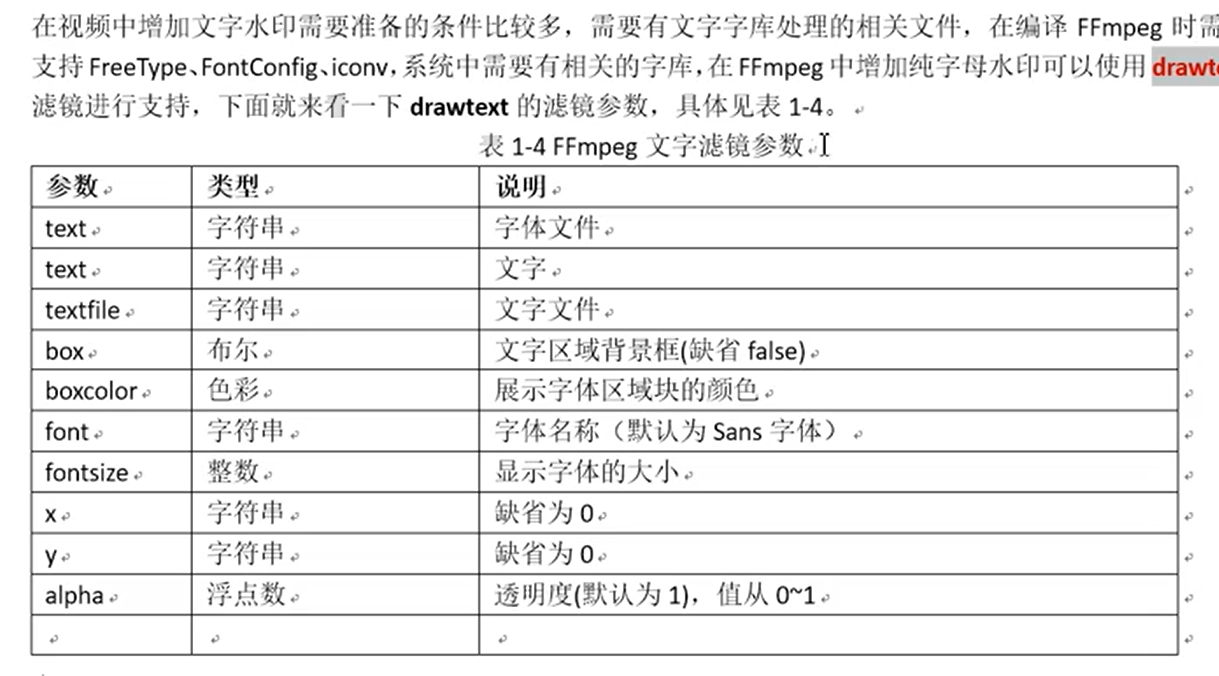 在视频中增加文字水印需要准备的条件比较多，需要有文字字库处理的相关文件，在编译 FFmpeg 时需
支持 FreeType、FontConfig、iconv，系统中需要有相关的字库，在 FFmpeg 中增加纯字母水印可以使用
滤镜进行支持，下面就来看一下 drawtext 的滤镜参数，具体见表 1-4。
表 1-4 FFmpeg 文字滤镜参数
参数 类型 说明
text 字符串 字体文件
text 字符串 文字
textfile 字符串 文字文件
box 布尔 文字区域背景框(缺省 false)
boxcolor 色彩 展示字体区域块的颜色
font 字符串 字体名称（默认为 Sans 字体）
fontsize 整数 显示字体的大小
x 字符串 缺省为 0
y 字符串 缺省为 0
alpha 浮点数 透明度(默认为 1)，值从 0~1